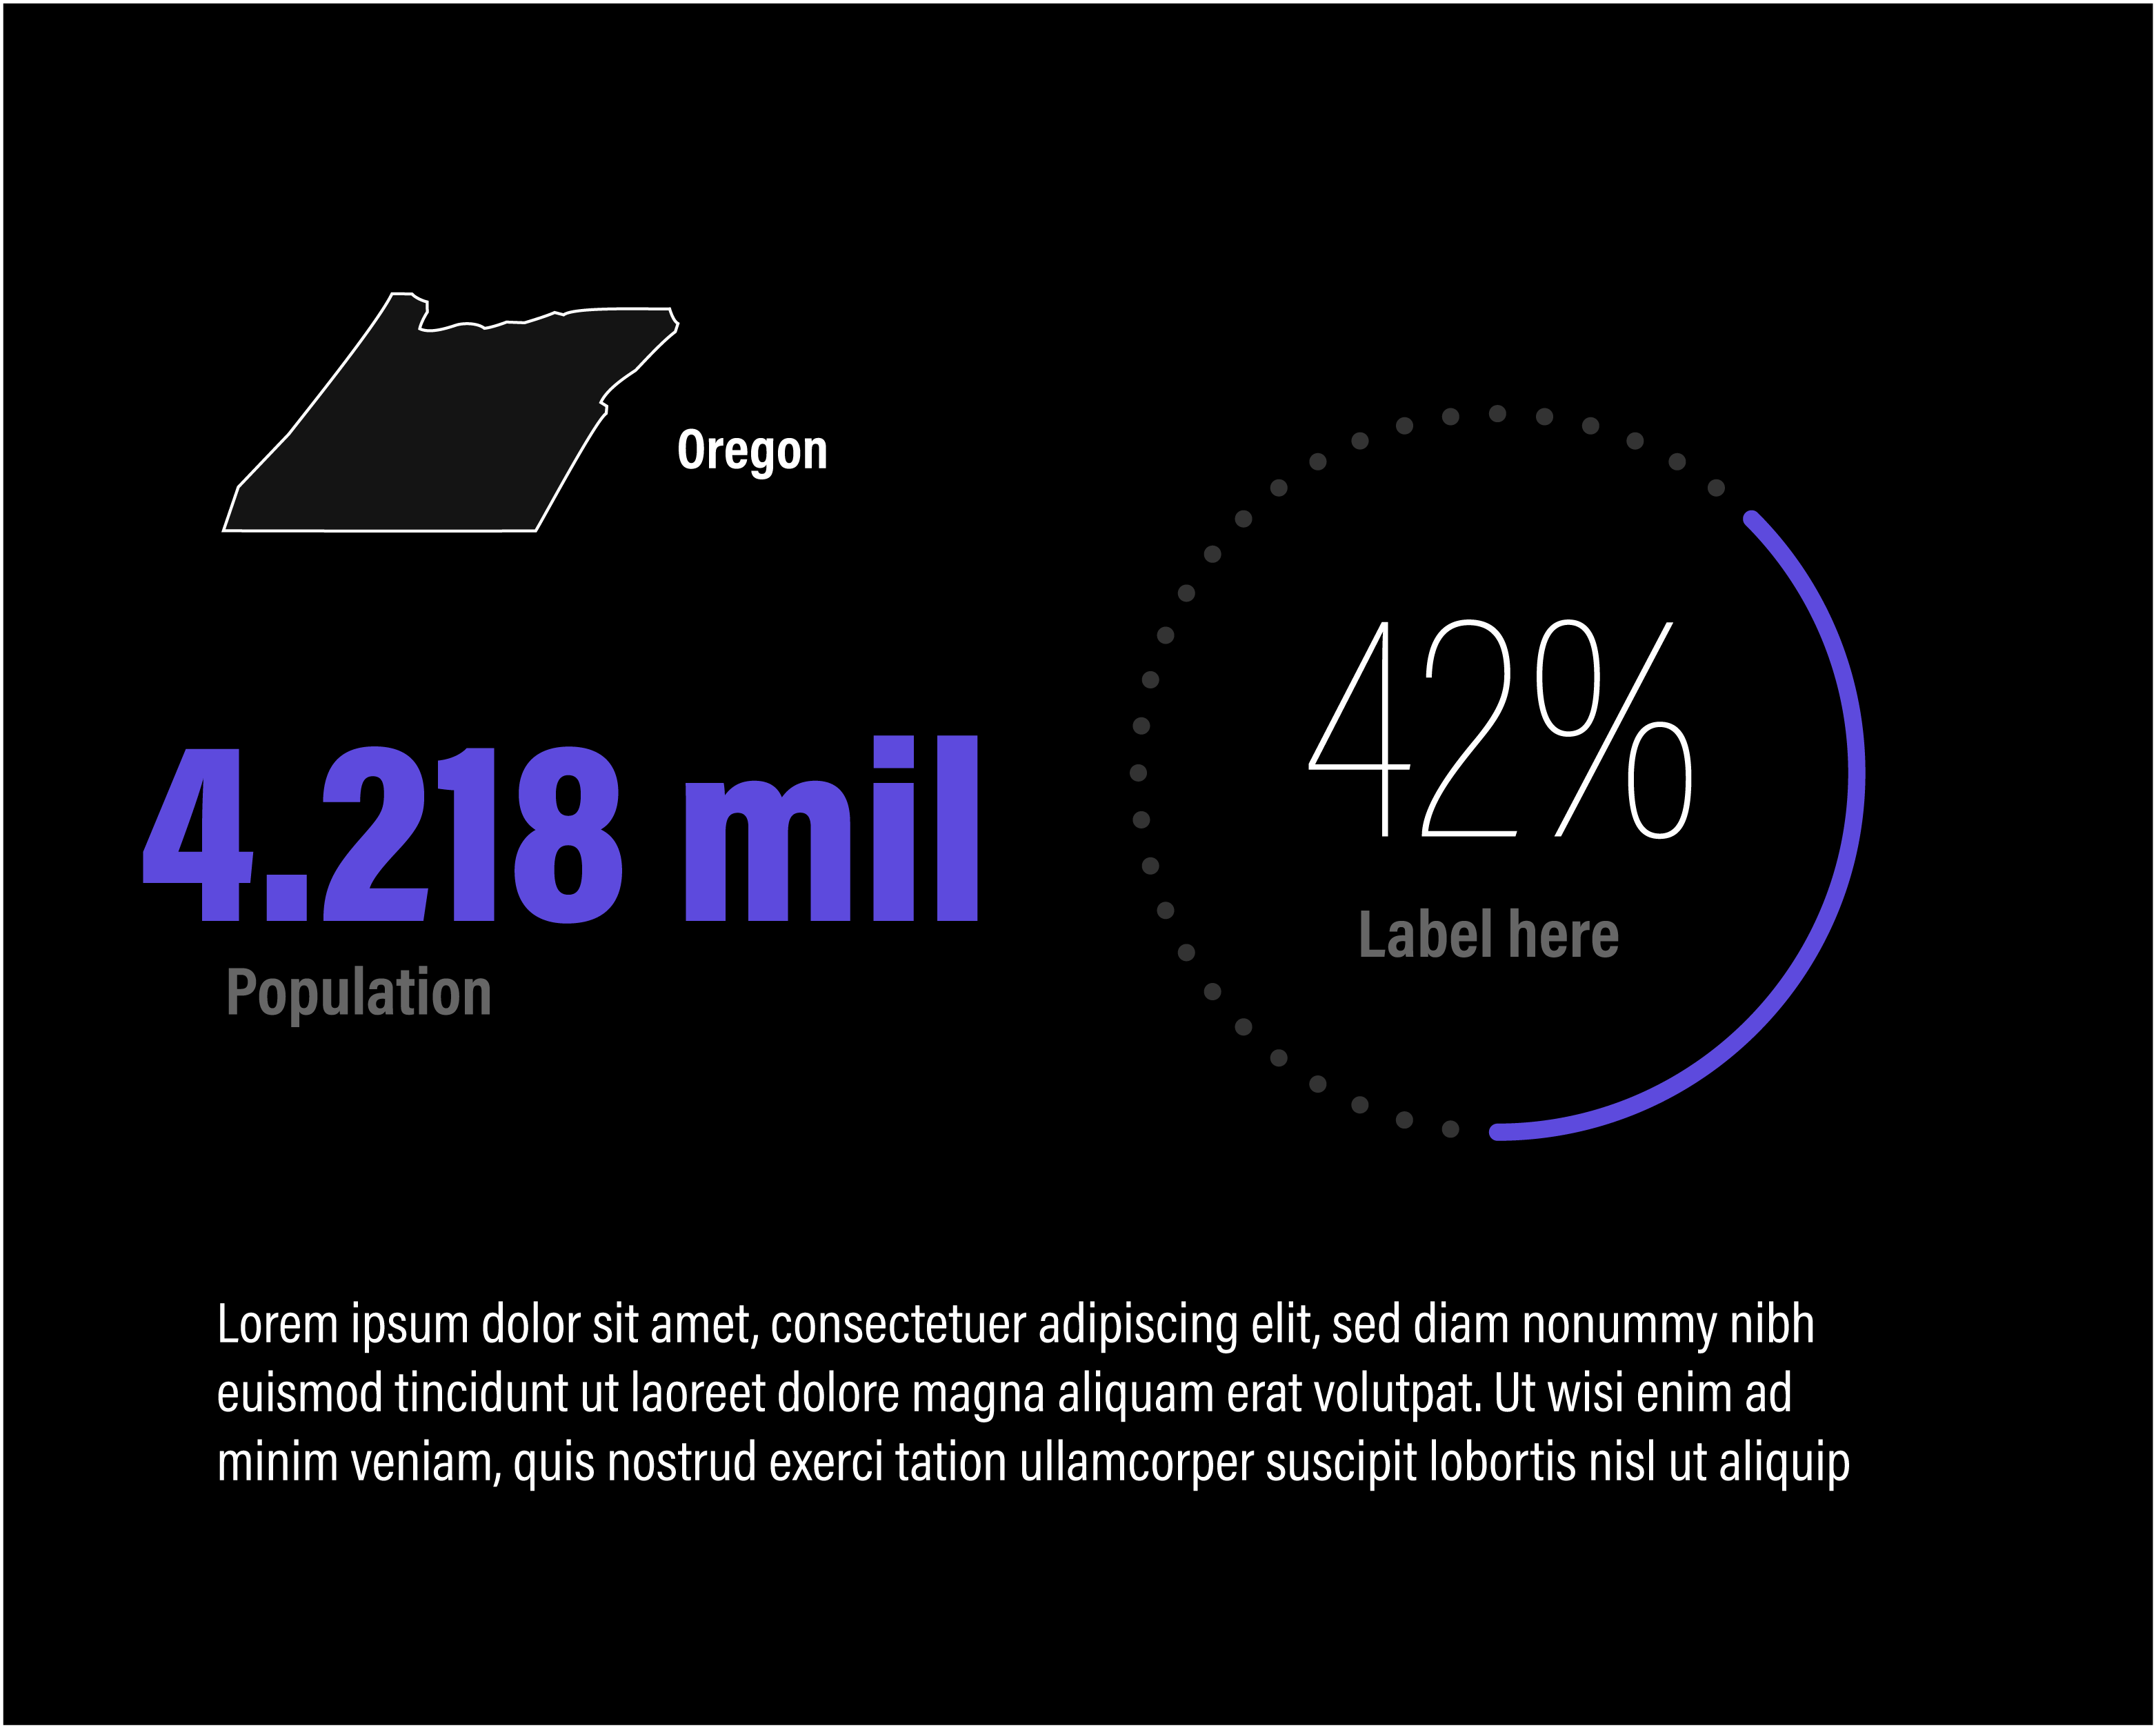 Oregon
4.218 mil
Population
42%
Label here
Lorem ipsum dolor sit amet, consectetuer adipiscing elit, sed diam nonummy nibh
euismod tincidunt ut laoreet dolore magna aliquam erat volutpat. Ut wisi enim ad
minim veniam, quis nostrud exerci tation ullamcorper suscipit lobortis nisl ut aliquip